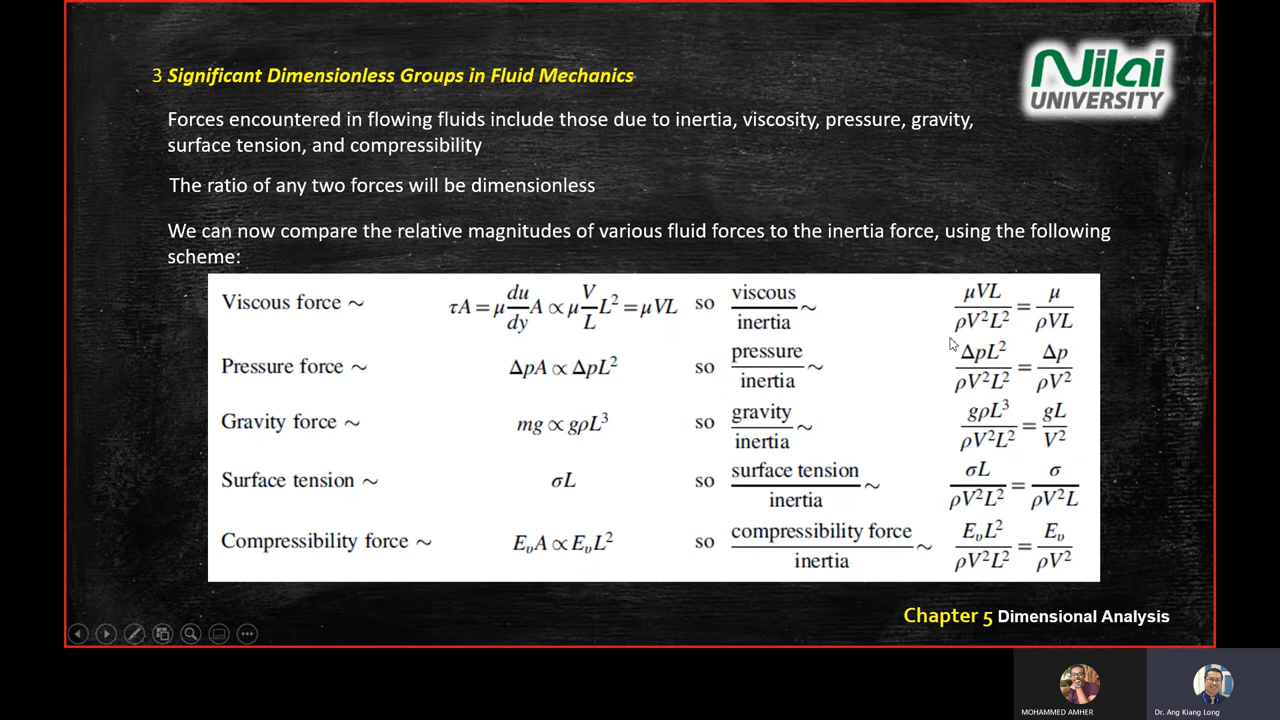 3 Significant Dimensionless Groups in Fluid Mechanics
Nilai
UNIVERSITY
Forces encountered in flowing fluids include those due to inertia, viscosity, pressure, gravity,
surface tension, and compressibility
The ratio of any two forces will be dimensionless
We can now compare the relative magnitudes of various fluid forces to the inertia force, using the following
scheme:
Viscous force ~ τA = μ du/dy A ∝ μ V/L L² = μVL so viscous/inertia ~ μVL/ρV²L² = μ/ρVL
Pressure force ~ ΔpA ∝ ΔpL² so pressure/inertia ~ ΔpL²/ρV²L² = Δp/ρV²
Gravity force ~ mg ∝ gρL³ so gravity/inertia ~ gρL³/ρV²L² = gL/V²
Surface tension ~ σL so surface tension/inertia ~ σL/ρV²L² = σ/ρV²L
Compressibility force ~ EᵥA ∝ EᵥL² so compressibility force/inertia ~ EᵥL²/ρV²L² = Eᵥ/ρV²
Chapter 5 Dimensional Analysis
MOHAMMED AMHER
Dr. Ang Kiang Long